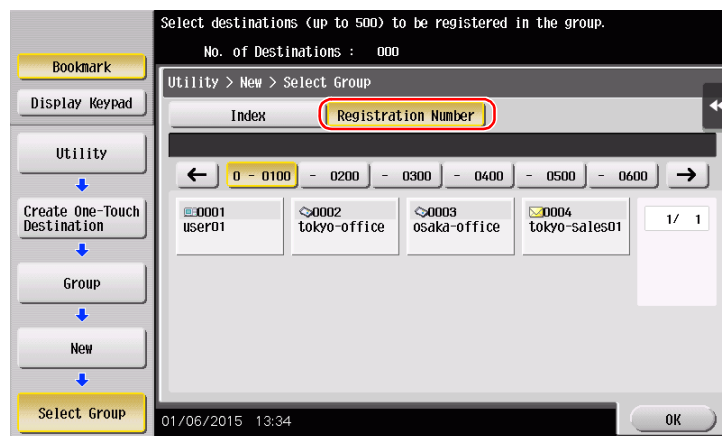 Select destinations (up to 500) to be registered in the group.
No. of Destinations : 000
Bookmark
Display Keypad
Utility
Create One-Touch
Destination
Group
New
Select Group
Utility > New > Select Group
Index
Registration Number
0 - 0100
- 0200
- 0300
- 0400
- 0500
- 0600
0001
user01
0002
tokyo-office
0003
osaka-office
0004
tokyo-sales01
1/ 1
01/06/2015 13:34
OK